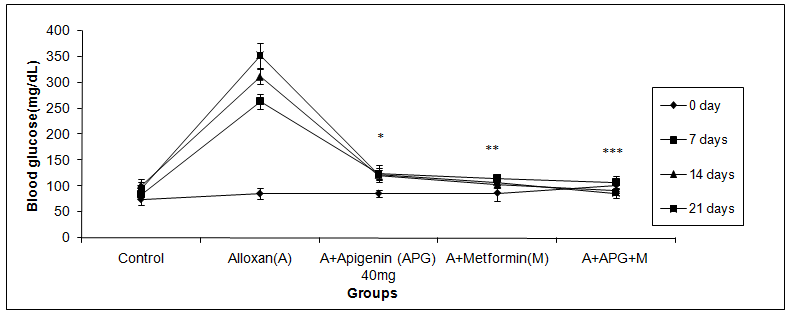 Blood glucose(mg/dL)
400
350
300
250
200
150
100
50
0
*
**
***
Control
Alloxan(A)
A+Apigenin (APG)
40mg
A+Metformin(M)
A+APG+M
Groups
0 day
7 days
14 days
21 days